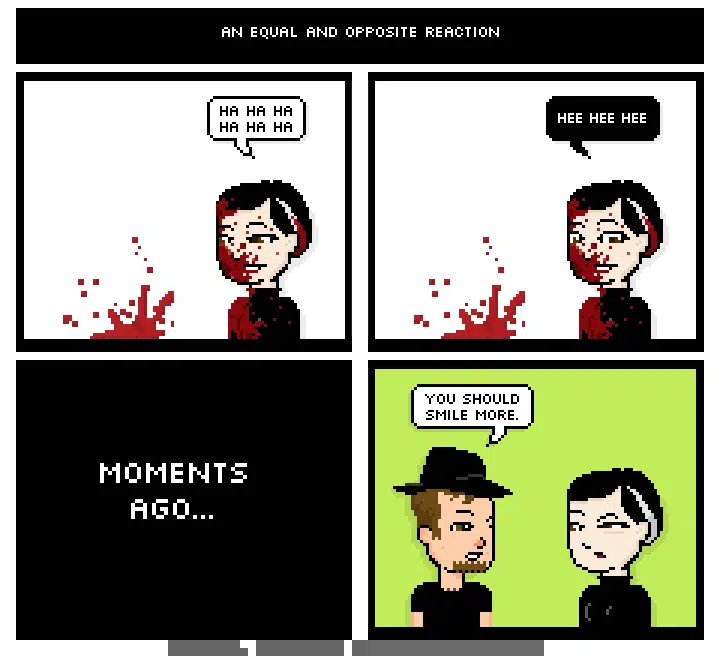 AN EQUAL AND OPPOSITE REACTION
HA HA HA
HA HA HA
HEE HEE HEE
MOMENTS
AGO...
YOU SHOULD
SMILE MORE.